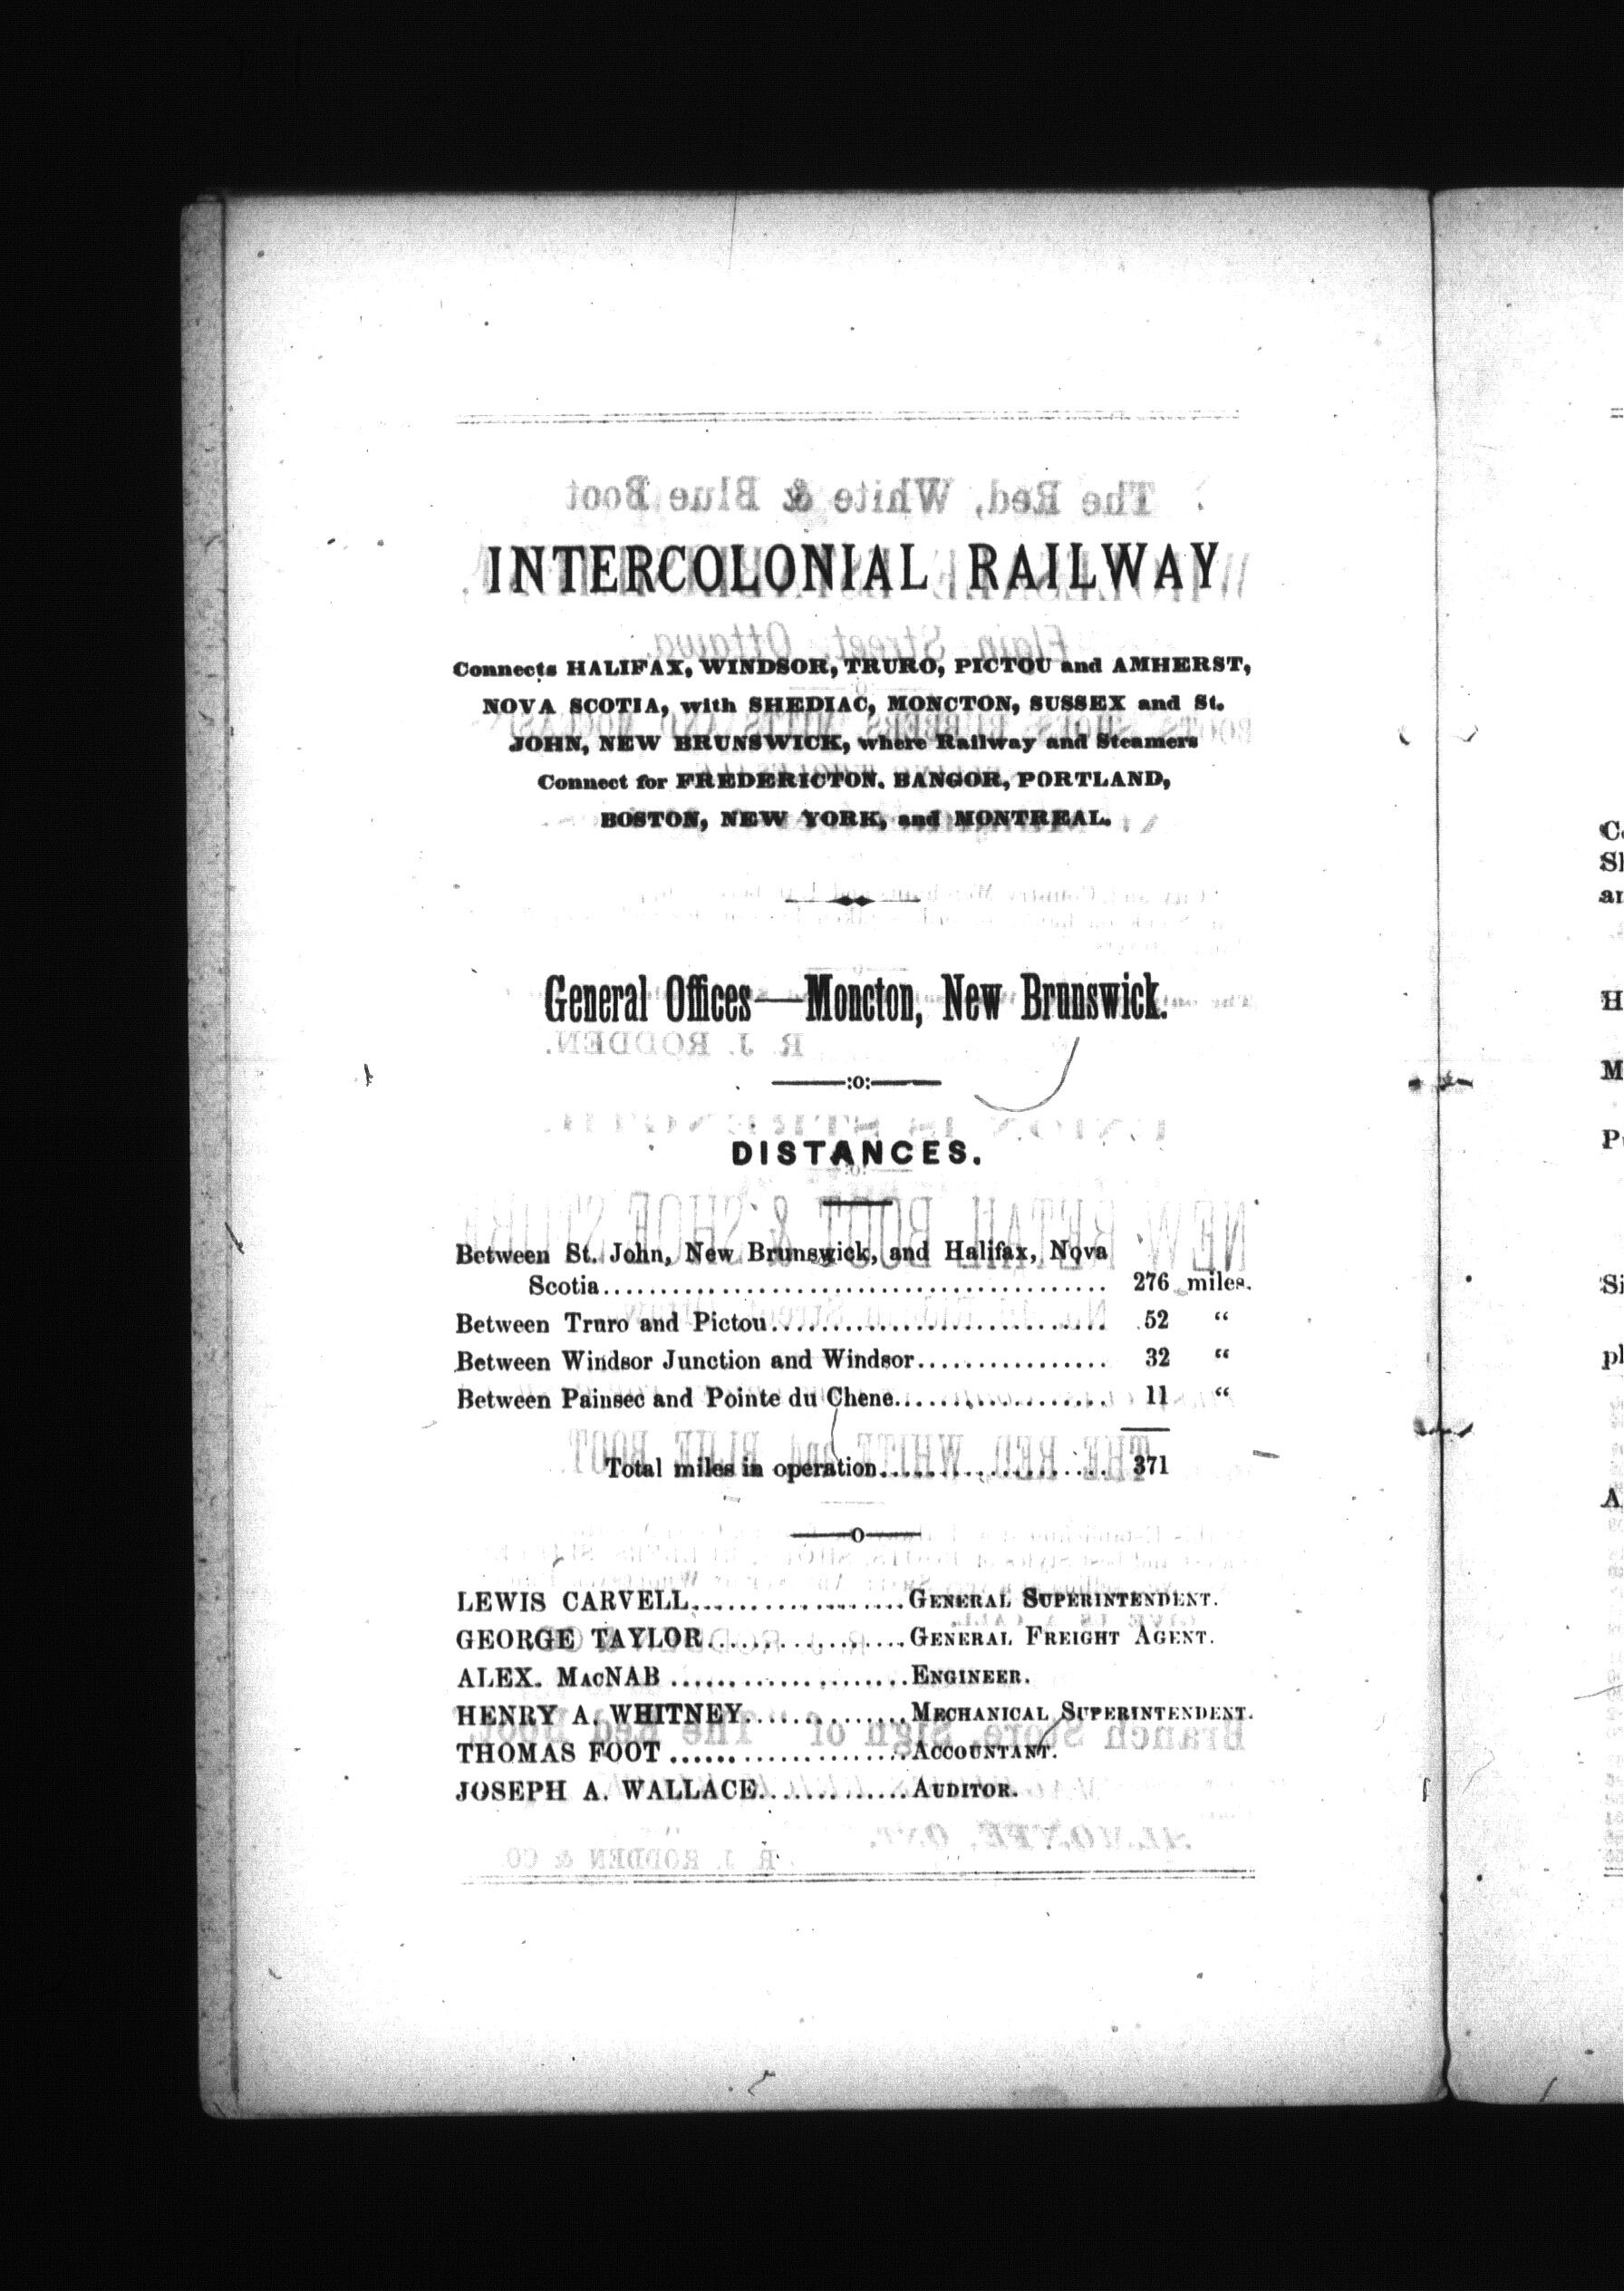 INTERCOLONIAL RAILWAY
Connects HALIFAX, WINDSOR, TRURO, PICTOU and AMHERST,
NOVA SCOTIA, with SHEDIAC, MONCTON, SUSSEX and St.
JOHN, NEW BRUNSWICK, where Railway and Steamers
Connect for FREDERICTON. BANGOR, PORTLAND,
BOSTON, NEW YORK, and MONTREAL.
General Offices—Moncton, New Brunswick.
:o:
DISTANCES.
Between St. John, New Brunswick, and Halifax, Nova
Scotia........................................ 276 miles.
Between Truro and Pictou........................... 52 “
Between Windsor Junction and Windsor................ 32 “
Between Painsec and Pointe du Chene.................. 11 “
Total miles in operation................... 371
o
LEWIS CARVELL..................GENERAL SUPERINTENDENT.
GEORGE TAYLOR.................GENERAL FREIGHT AGENT.
ALEX. MACNAB ....................ENGINEER.
HENRY A. WHITNEY..............MECHANICAL SUPERINTENDENT.
THOMAS FOOT ....................ACCOUNTANT.
JOSEPH A. WALLACE.............AUDITOR.